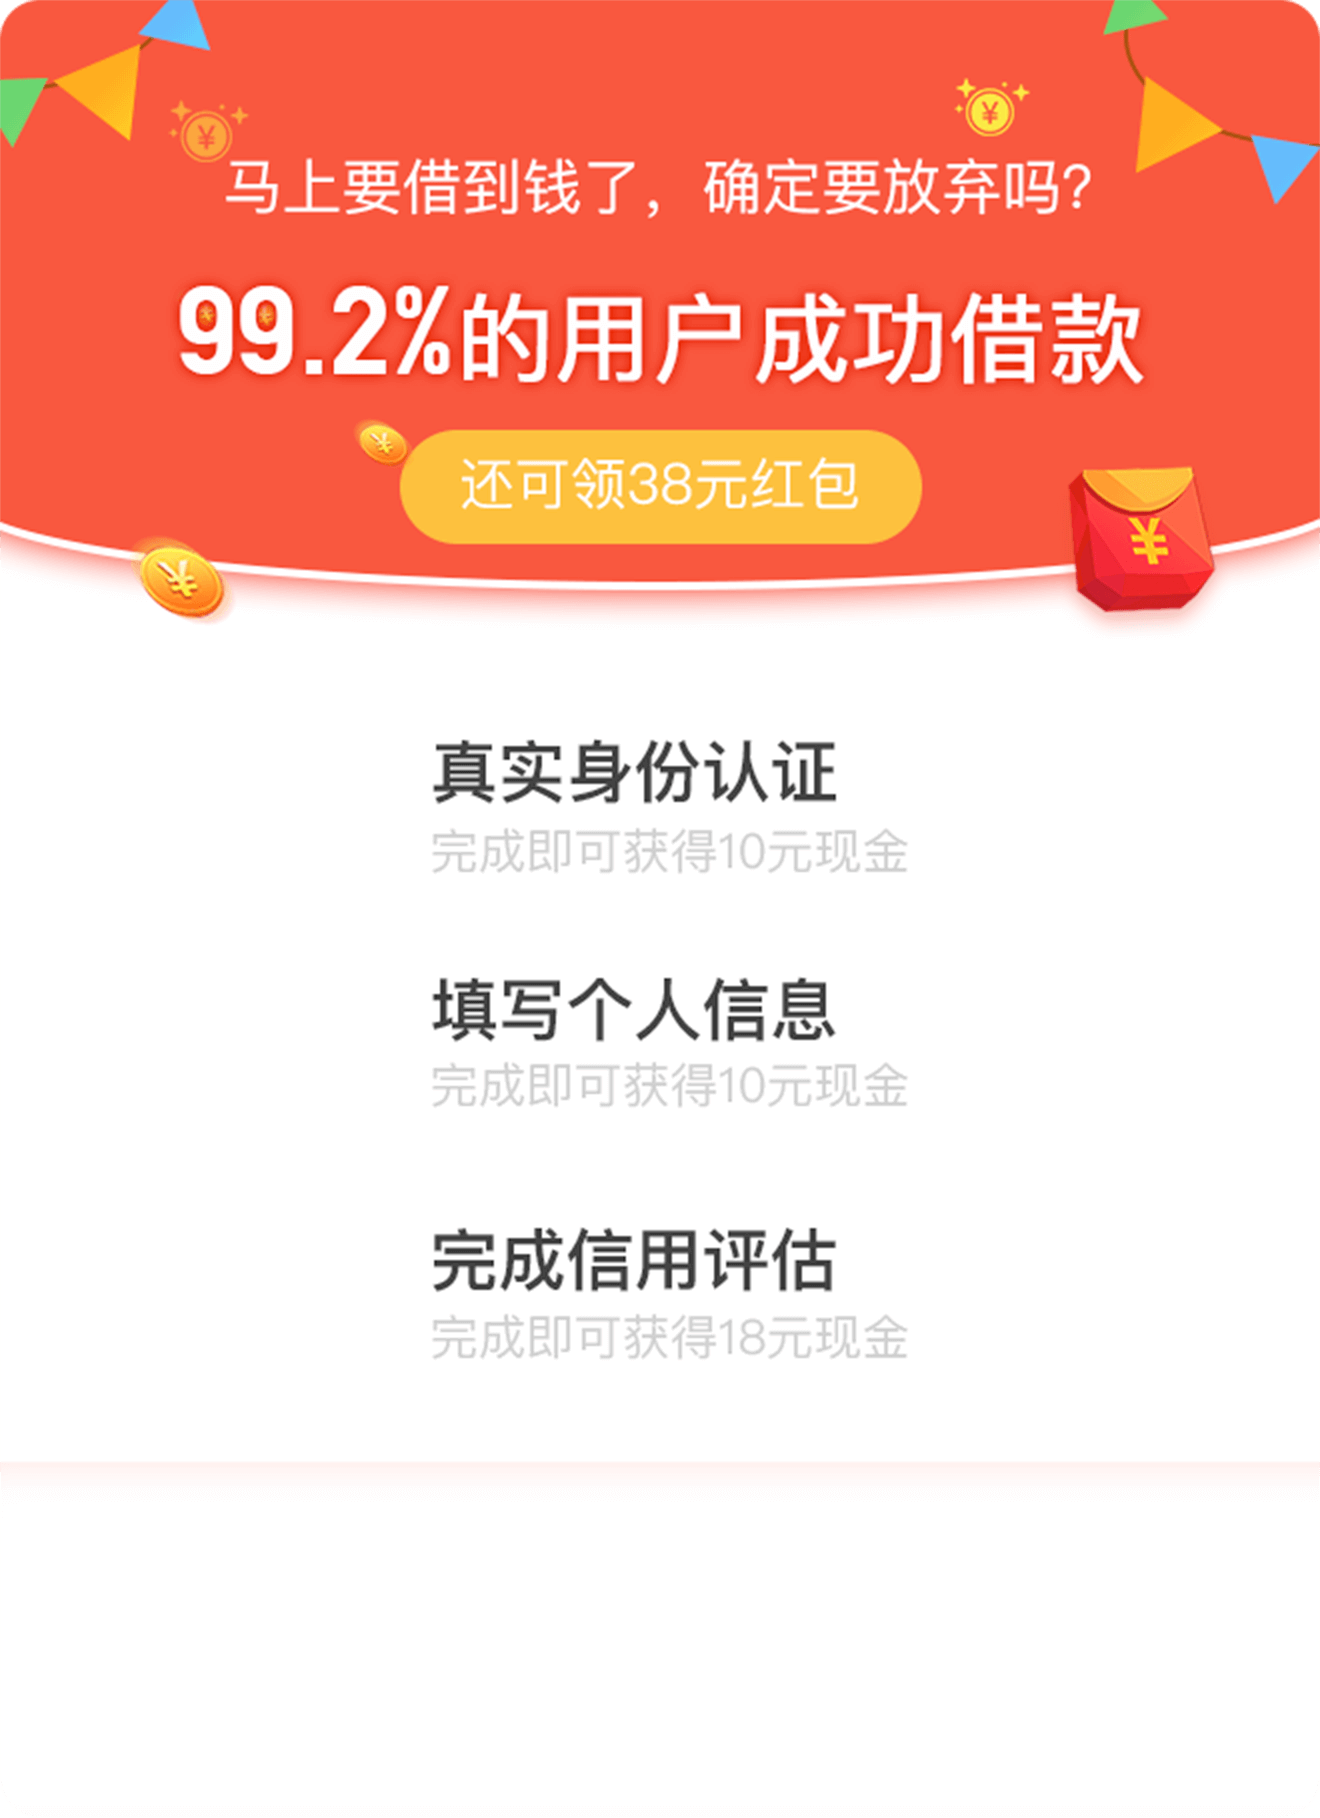 马上要借到钱了，确定要放弃吗？
99.2%的用户成功借款
还可领38元红包
真实身份认证
完成即可获得10元现金
填写个人信息
完成即可获得10元现金
完成信用评估
完成即可获得18元现金